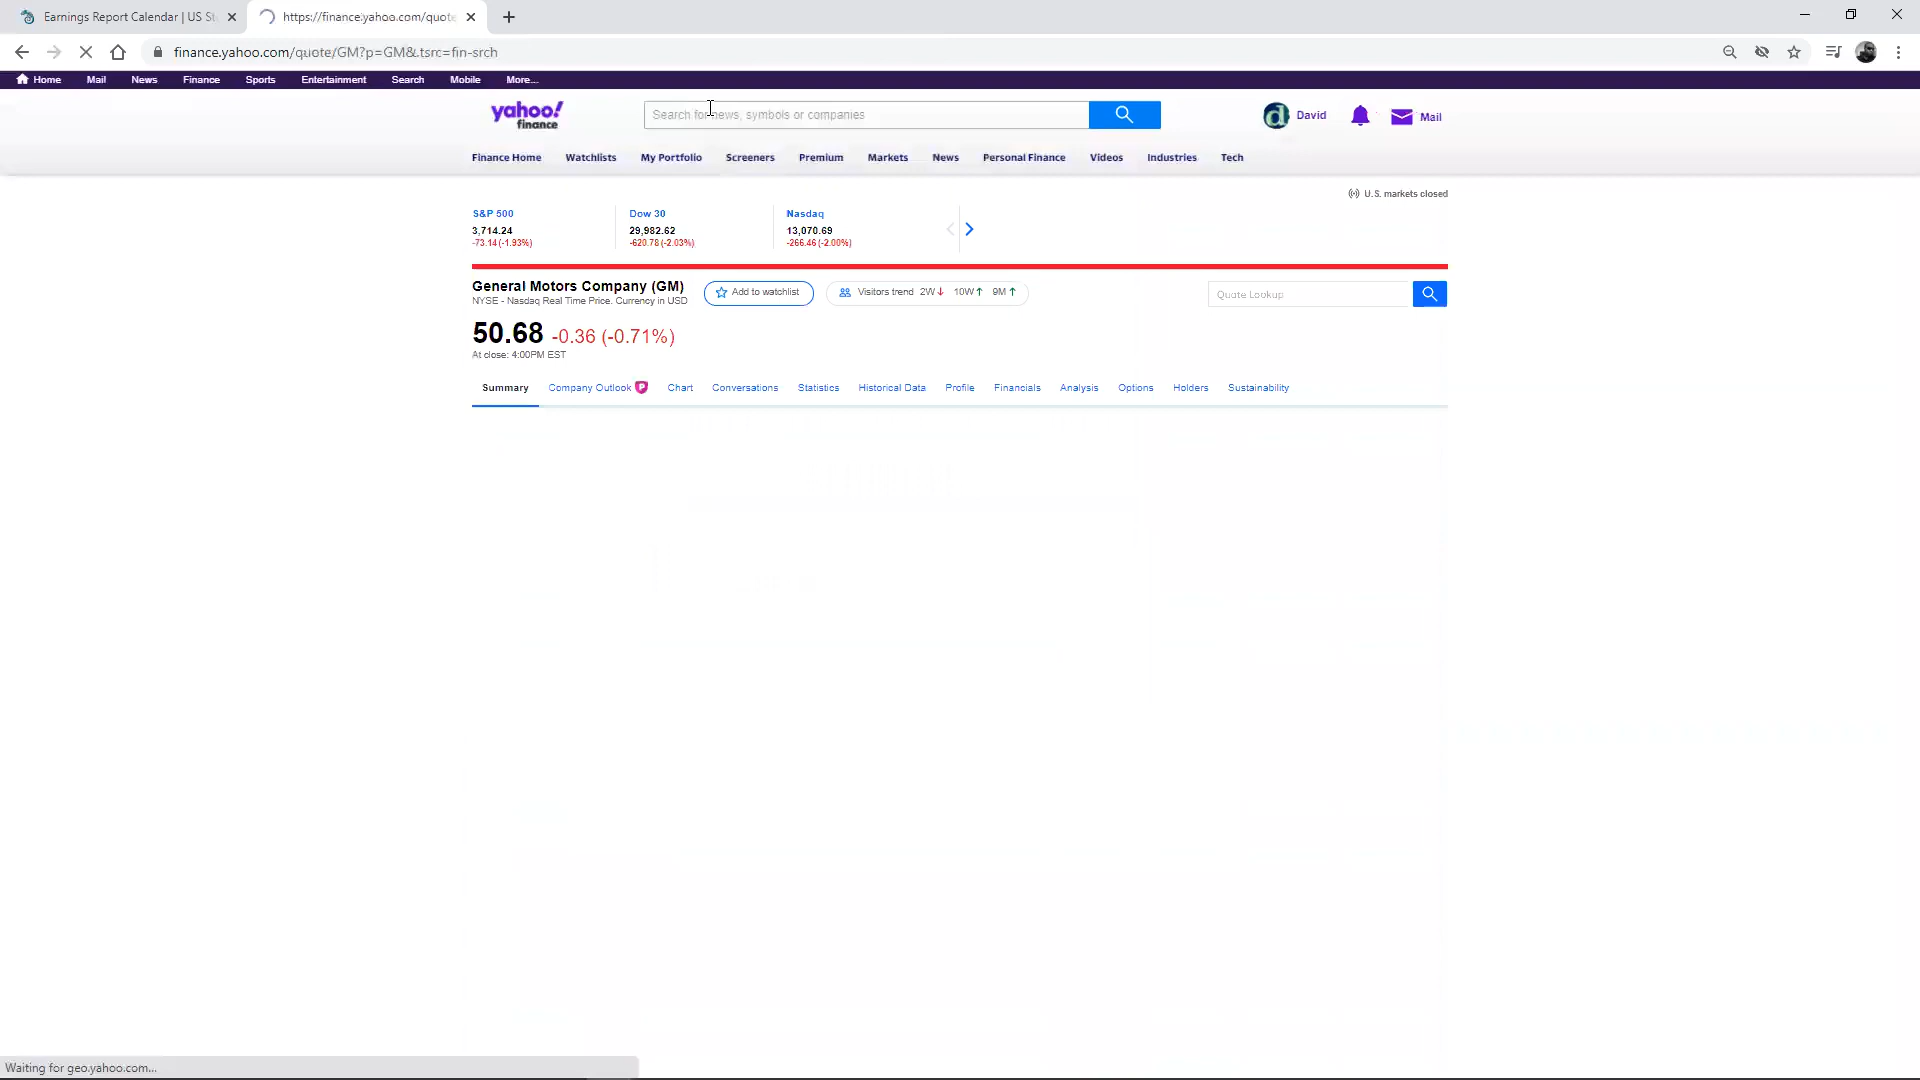 Earnings Report Calendar | US St
https://finance.yahoo.com/quote
finance.yahoo.com/quote/GM?p=GM&.tsrc=fin-srch
Home Mail News Finance Sports Entertainment Search Mobile More...
yahoo!
finance
Search for news, symbols or companies
David
Mail
Finance Home Watchlists My Portfolio Screeners Premium Markets News Personal Finance Videos Industries Tech
U.S. markets closed
S&P 500 Dow 30 Nasdaq
3,714.24 29,982.62 13,070.69
-73.14 (-1.93%) -620.78 (-2.03%) -266.46 (-2.00%)
General Motors Company (GM)
NYSE - Nasdaq Real Time Price. Currency in USD
Add to watchlist
Visitors trend 2W↓ 10W↑ 9M↑
Quote Lookup
50.68 -0.36 (-0.71%)
At close: 4:00PM EST
Summary Company Outlook P Chart Conversations Statistics Historical Data Profile Financials Analysis Options Holders Sustainability
Waiting for geo.yahoo.com...